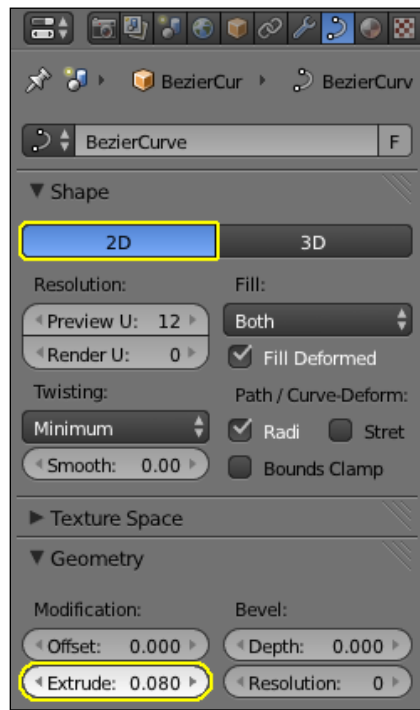 BezierCur BezierCurv
BezierCurve F
Shape
2D 3D
Resolution: Fill:
Preview U: 12 Both
Render U: 0 Fill Deformed
Twisting: Path / Curve-Deform:
Minimum Radi Stret
Smooth: 0.00 Bounds Clamp
Texture Space
Geometry
Modification: Bevel:
Offset: 0.000 Depth: 0.000
Extrude: 0.080 Resolution: 0